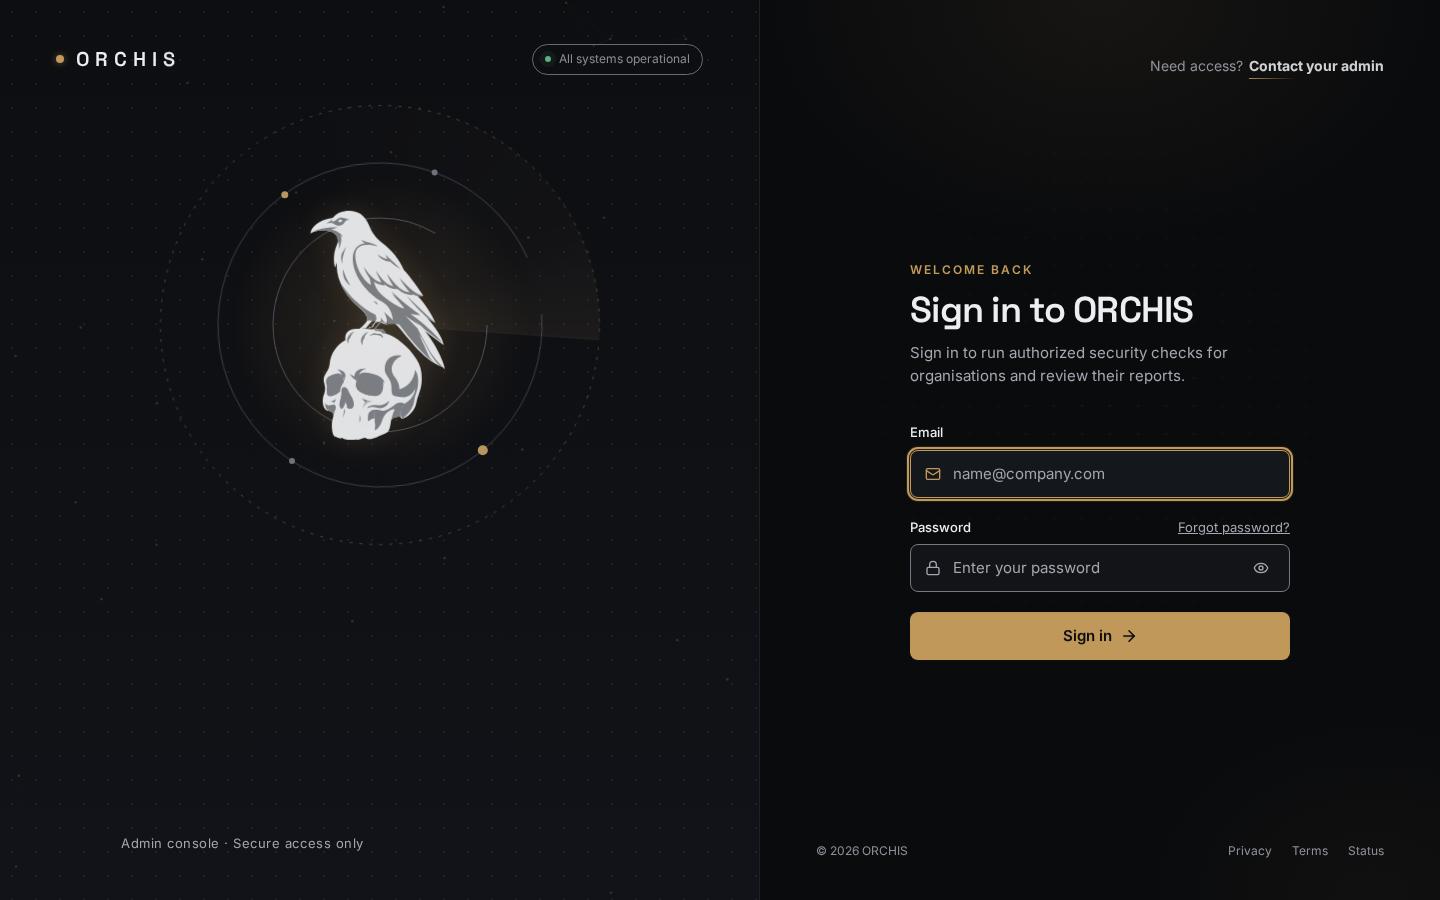 ORCHIS
All systems operational
Need access? Contact your admin
WELCOME BACK
Sign in to ORCHIS
Sign in to run authorized security checks for
organisations and review their reports.
Email
name@company.com
Password Forgot password?
Enter your password
Sign in
Admin console · Secure access only
© 2026 ORCHIS
Privacy Terms Status